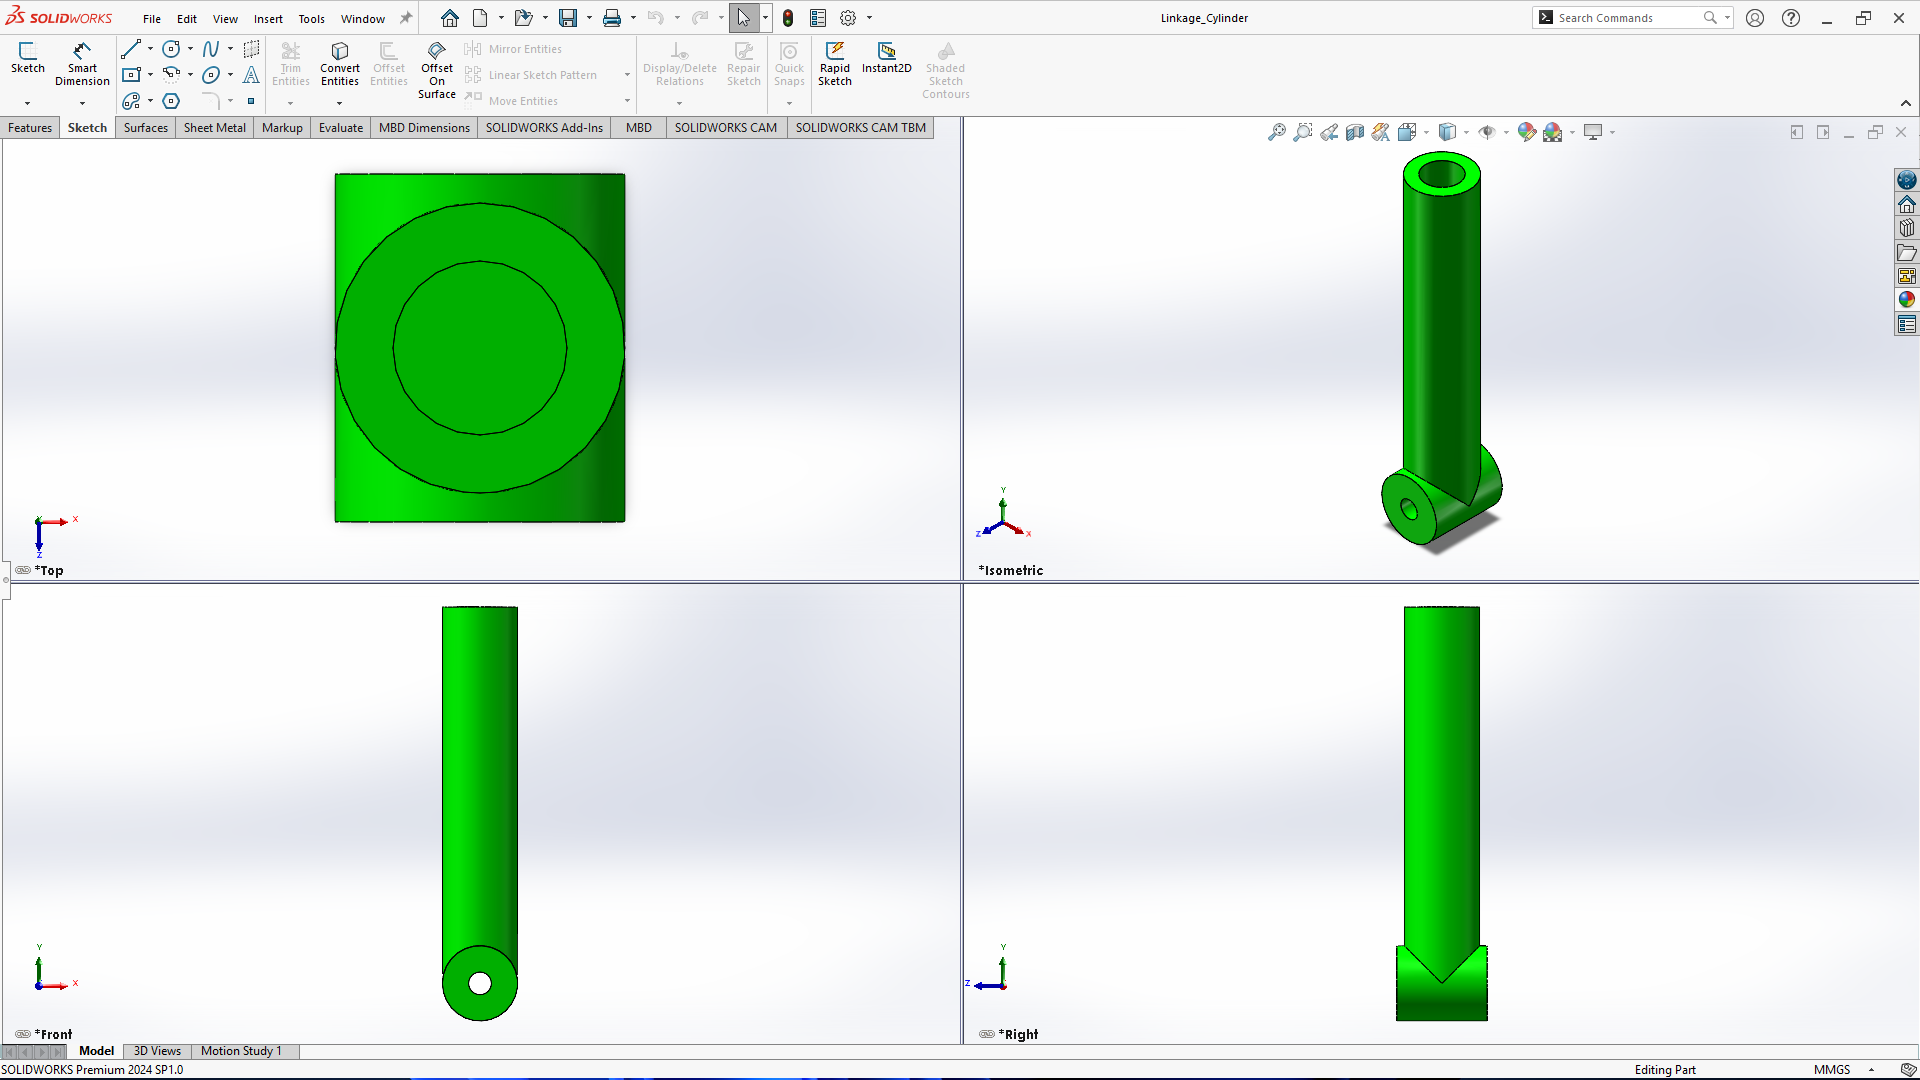 SOLIDWORKS File Edit View Insert Tools Window Linkage_Cylinder Search Commands
Sketch Smart Dimension Trim Entities Convert Entities Offset Entities Offset On Surface Mirror Entities Linear Sketch Pattern Move Entities Display/Delete Relations Repair Sketch Quick Snaps Rapid Sketch Instant2D Shaded Sketch Contours
Features Sketch Surfaces Sheet Metal Markup Evaluate MBD Dimensions SOLIDWORKS Add-Ins MBD SOLIDWORKS CAM SOLIDWORKS CAM TBM
X
Z
*Top
Y
Z
X
*Isometric
Y
X
*Front
Y
Z
*Right
Model 3D Views Motion Study 1
SOLIDWORKS Premium 2024 SP1.0 Editing Part MMGS